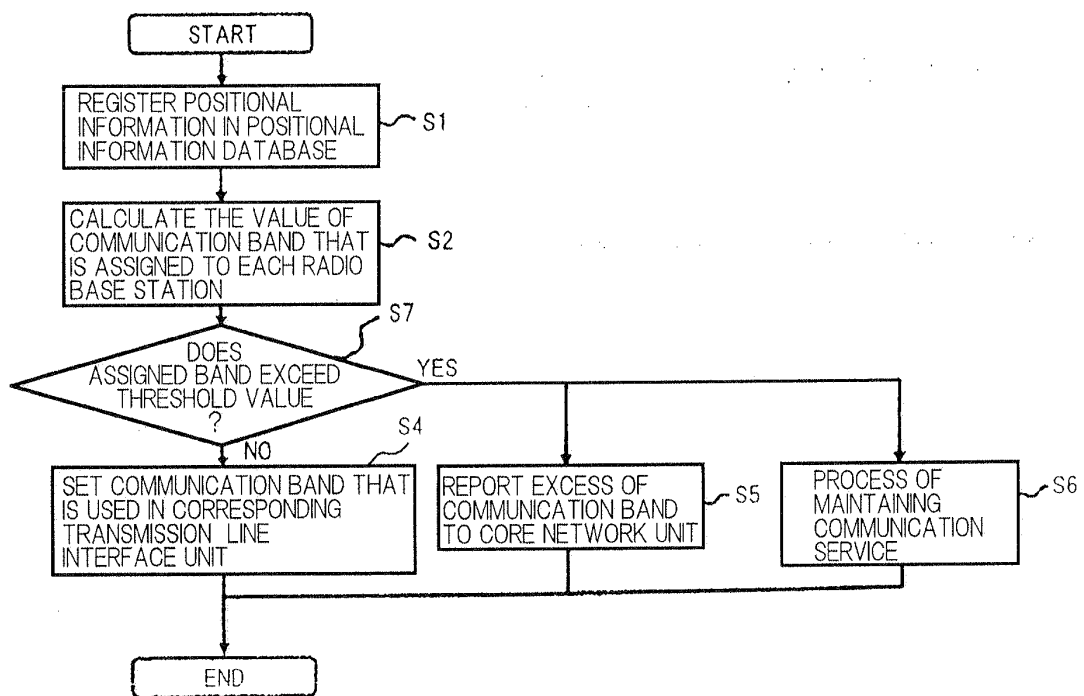 START
REGISTER POSITIONAL
INFORMATION IN POSITIONAL
INFORMATION DATABASE
S1
CALCULATE THE VALUE OF
COMMUNICATION BAND THAT
IS ASSIGNED TO EACH RADIO
BASE STATION
S2
S7
DOES
ASSIGNED BAND EXCEED
THRESHOLD VALUE
?
YES
NO
S4
SET COMMUNICATION BAND THAT
IS USED IN CORRESPONDING
TRANSMISSION LINE
INTERFACE UNIT
REPORT EXCESS OF
COMMUNICATION BAND
TO CORE NETWORK UNIT
S5
PROCESS OF
MAINTAINING
COMMUNICATION
SERVICE
S6
END